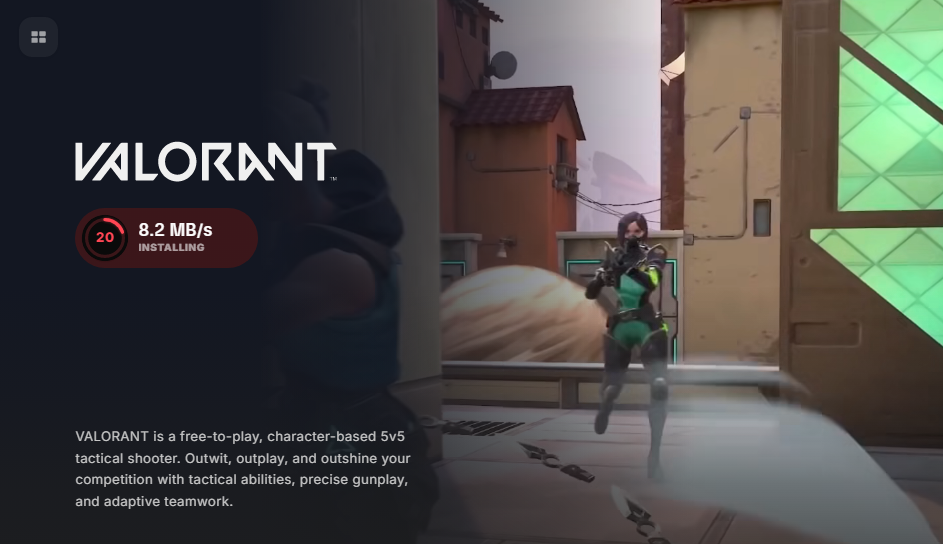 VALORANT™
20
8.2 MB/s
INSTALLING
VALORANT is a free-to-play, character-based 5v5
tactical shooter. Outwit, outplay, and outshine your
competition with tactical abilities, precise gunplay,
and adaptive teamwork.